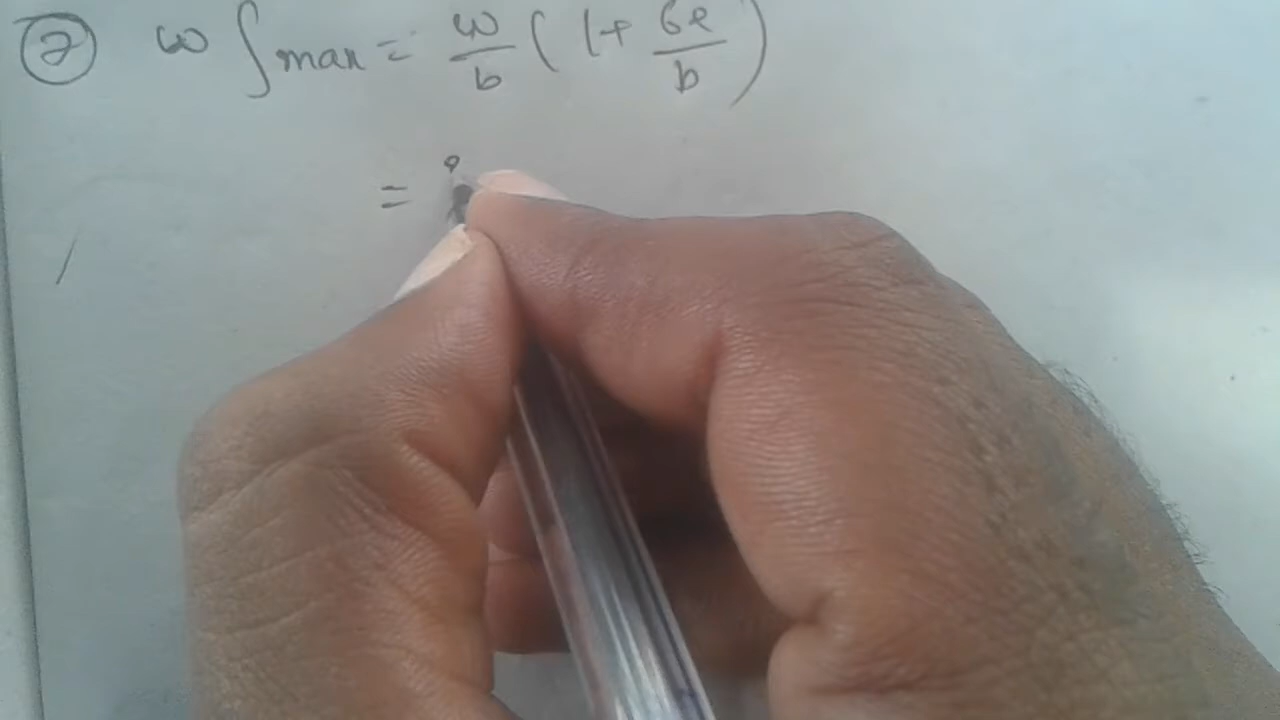 ② w ∫max = w/b ( 1+ 6e/b )
=